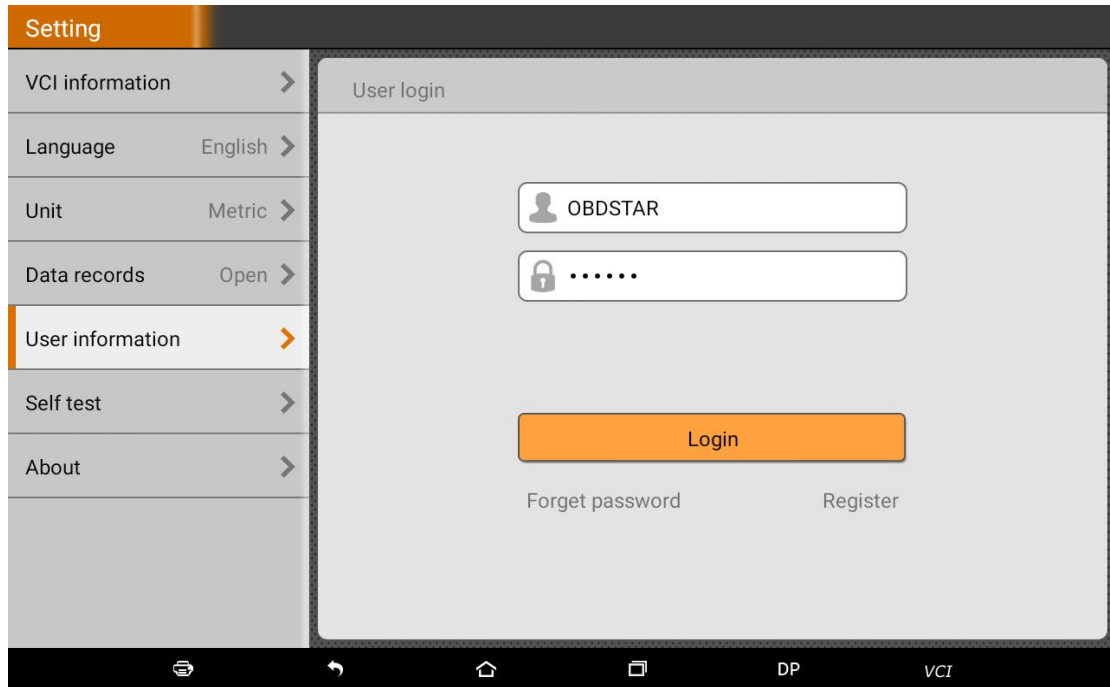 Setting
VCI information
Language English
Unit Metric
Data records Open
User information
Self test
About
User login
OBDSTAR
••••••
Login
Forget password Register
DP VCI